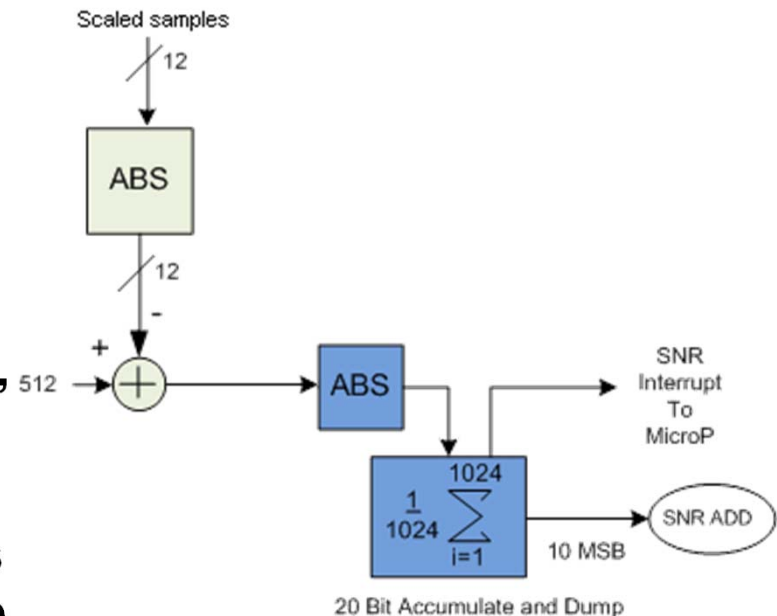 Scaled samples
12
ABS
12
-
+
, 512
+
ABS
SNR
Interrupt
To
MicroP
1024
1
1024
∑
i=1
10 MSB
SNR ADD
20 Bit Accumulate and Dump